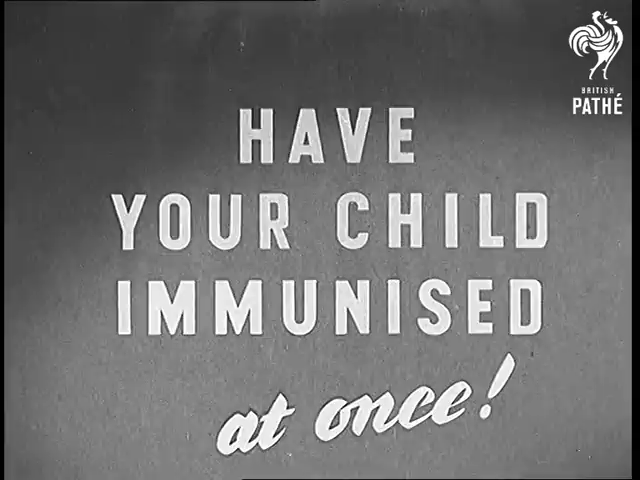 BRITISH
PATHÉ
HAVE
YOUR CHILD
IMMUNISED
at once!